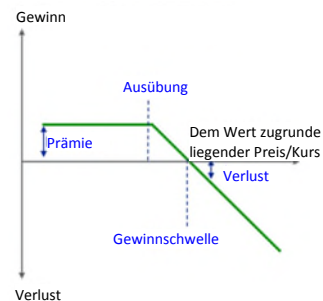 Gewinn
Ausübung
Dem Wert zugrunde
liegender Preis/Kurs
Prämie
Verlust
Gewinnschwelle
Verlust